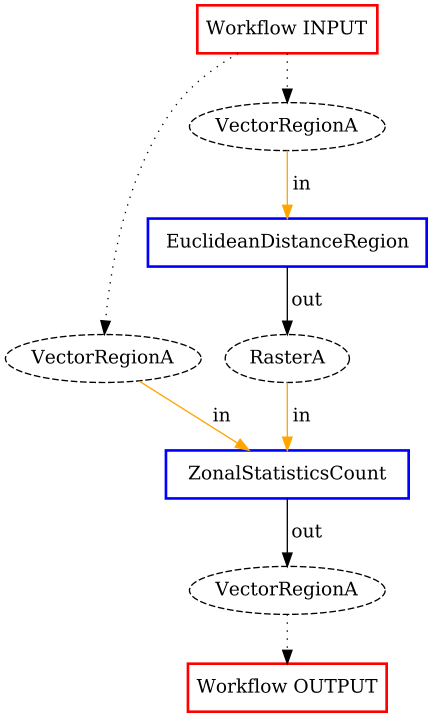 Workflow INPUT
VectorRegionA
in
EuclideanDistanceRegion
out
VectorRegionA
RasterA
in
in
ZonalStatisticsCount
out
VectorRegionA
Workflow OUTPUT